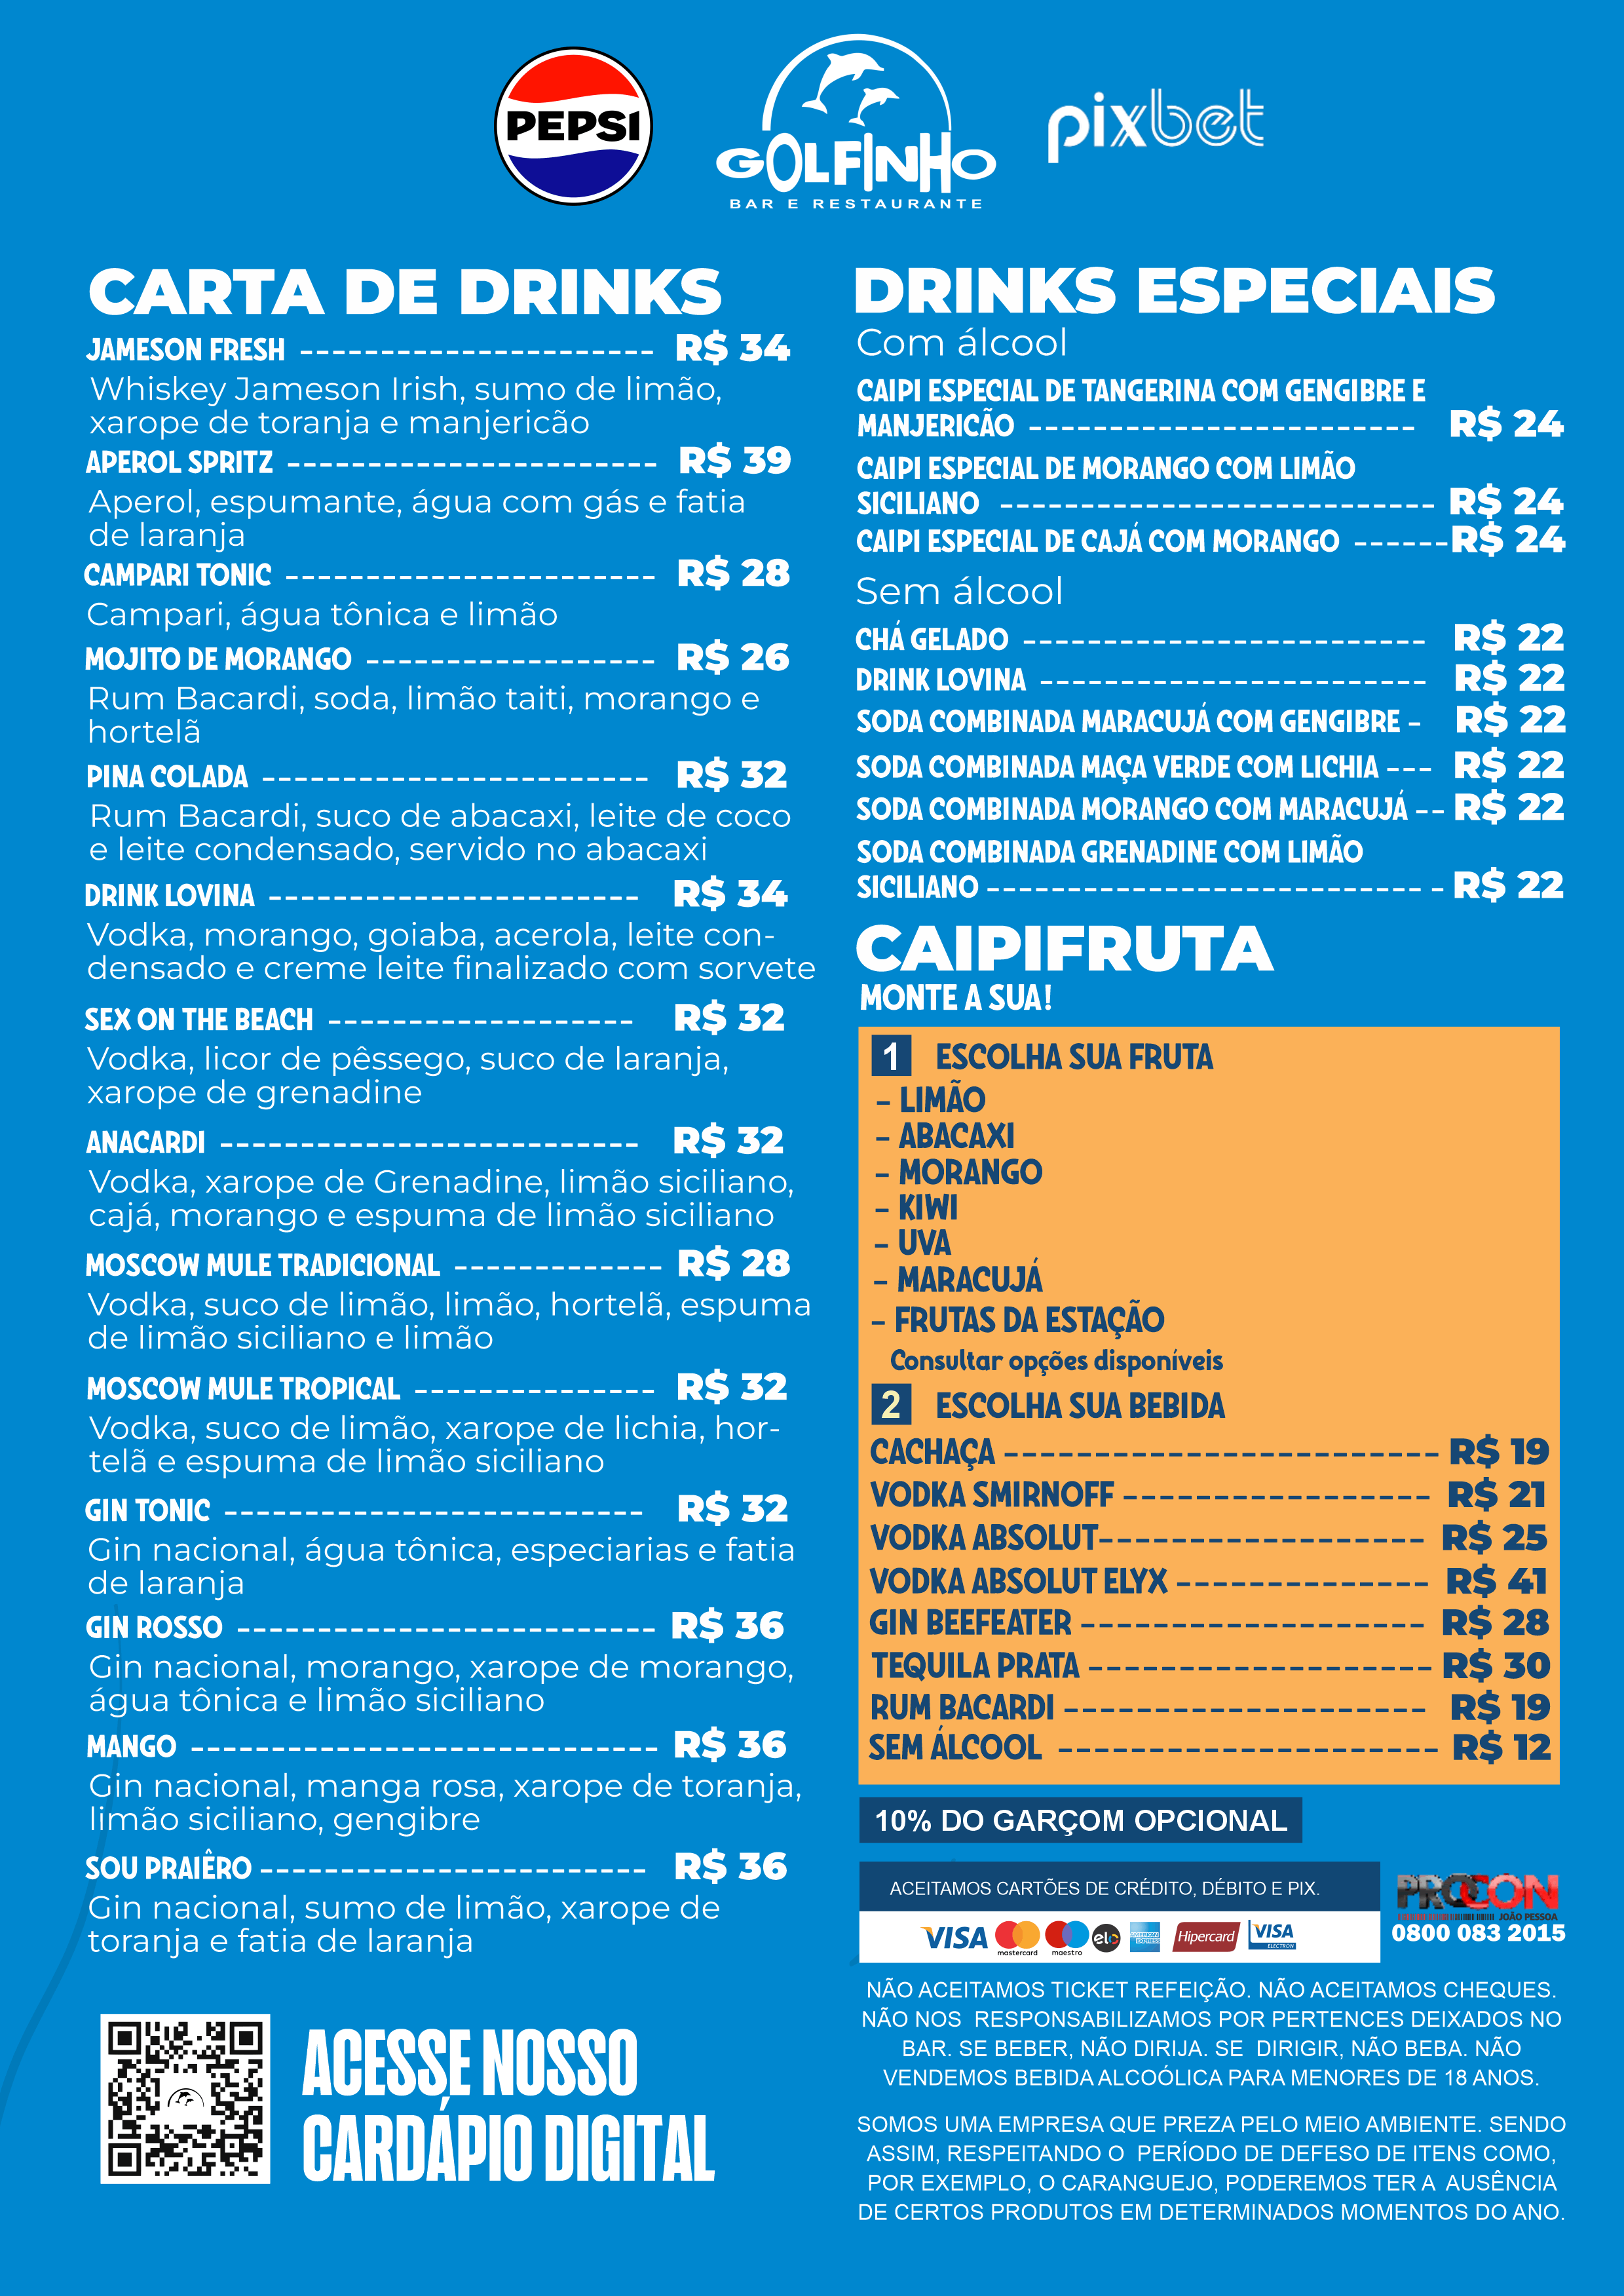 PEPSI
GOLFINHO
BAR E RESTAURANTE
pixbet
CARTA DE DRINKS
JAMESON FRESH ---------------------- R$ 34
Whiskey Jameson Irish, sumo de limão,
xarope de toranja e manjericão
APEROL SPRITZ ----------------------- R$ 39
Aperol, espumante, água com gás e fatia
de laranja
CAMPARI TONIC ----------------------- R$ 28
Campari, água tônica e limão
MOJITO DE MORANGO ------------------ R$ 26
Rum Bacardi, soda, limão taiti, morango e
hortelã
PINA COLADA ------------------------ R$ 32
Rum Bacardi, suco de abacaxi, leite de coco
e leite condensado, servido no abacaxi
DRINK LOVINA ----------------------- R$ 34
Vodka, morango, goiaba, acerola, leite con-
densado e creme leite finalizado com sorvete
SEX ON THE BEACH ------------------- R$ 32
Vodka, licor de pêssego, suco de laranja,
xarope de grenadine
ANACARDI -------------------------- R$ 32
Vodka, xarope de Grenadine, limão siciliano,
cajá, morango e espuma de limão siciliano
MOSCOW MULE TRADICIONAL ------------- R$ 28
Vodka, suco de limão, limão, hortelã, espuma
de limão siciliano e limão
MOSCOW MULE TROPICAL --------------- R$ 32
Vodka, suco de limão, xarope de lichia, hor-
telã e espuma de limão siciliano
GIN TONIC -------------------------- R$ 32
Gin nacional, água tônica, especiarias e fatia
de laranja
GIN ROSSO -------------------------- R$ 36
Gin nacional, morango, xarope de morango,
água tônica e limão siciliano
MANGO ----------------------------- R$ 36
Gin nacional, manga rosa, xarope de toranja,
limão siciliano, gengibre
SOU PRAIÊRO ------------------------ R$ 36
Gin nacional, sumo de limão, xarope de
toranja e fatia de laranja
ACESSE NOSSO
CARDÁPIO DIGITAL
DRINKS ESPECIAIS
Com álcool
CAIPI ESPECIAL DE TANGERINA COM GENGIBRE E
MANJERICÃO ------------------------ R$ 24
CAIPI ESPECIAL DE MORANGO COM LIMÃO
SICILIANO --------------------------- R$ 24
CAIPI ESPECIAL DE CAJÁ COM MORANGO ------R$ 24
Sem álcool
CHÁ GELADO ------------------------- R$ 22
DRINK LOVINA ------------------------ R$ 22
SODA COMBINADA MARACUJÁ COM GENGIBRE - R$ 22
SODA COMBINADA MAÇA VERDE COM LICHIA --- R$ 22
SODA COMBINADA MORANGO COM MARACUJÁ -- R$ 22
SODA COMBINADA GRENADINE COM LIMÃO
SICILIANO --------------------------- - R$ 22
CAIPIFRUTA
MONTE A SUA!
1 ESCOLHA SUA FRUTA
- LIMÃO
- ABACAXI
- MORANGO
- KIWI
- UVA
- MARACUJÁ
- FRUTAS DA ESTAÇÃO
Consultar opções disponíveis
2 ESCOLHA SUA BEBIDA
CACHAÇA ------------------------ R$ 19
VODKA SMIRNOFF ----------------- R$ 21
VODKA ABSOLUT------------------ R$ 25
VODKA ABSOLUT ELYX -------------- R$ 41
GIN BEEFEATER ------------------- R$ 28
TEQUILA PRATA ------------------- R$ 30
RUM BACARDI -------------------- R$ 19
SEM ÁLCOOL --------------------- R$ 12
10% DO GARÇOM OPCIONAL
ACEITAMOS CARTÕES DE CRÉDITO, DÉBITO E PIX.
VISA mastercard maestro elo AMERICAN EXPRESS Hipercard VISA ELECTRON
PROCON
JOÃO PESSOA
0800 083 2015
NÃO ACEITAMOS TICKET REFEIÇÃO. NÃO ACEITAMOS CHEQUES.
NÃO NOS RESPONSABILIZAMOS POR PERTENCES DEIXADOS NO
BAR. SE BEBER, NÃO DIRIJA. SE DIRIGIR, NÃO BEBA. NÃO
VENDEMOS BEBIDA ALCOÓLICA PARA MENORES DE 18 ANOS.
SOMOS UMA EMPRESA QUE PREZA PELO MEIO AMBIENTE. SENDO
ASSIM, RESPEITANDO O PERÍODO DE DEFESO DE ITENS COMO,
POR EXEMPLO, O CARANGUEJO, PODEREMOS TER A AUSÊNCIA
DE CERTOS PRODUTOS EM DETERMINADOS MOMENTOS DO ANO.